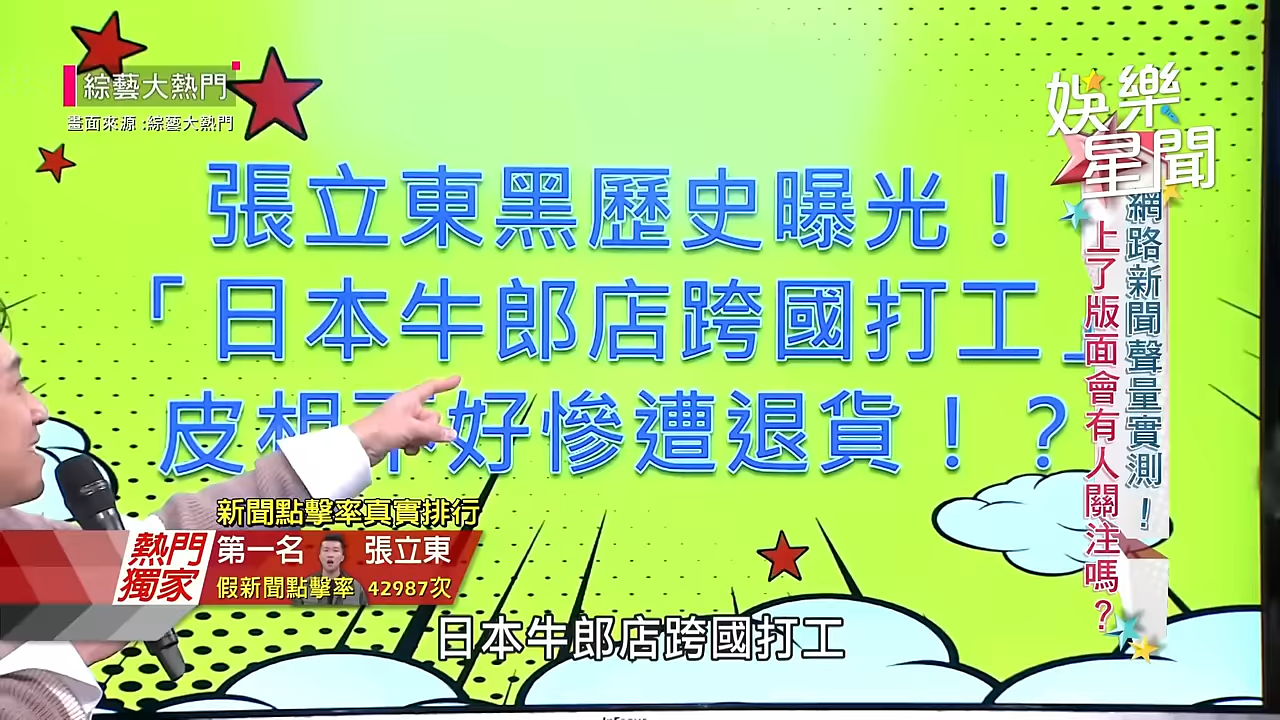 綜藝大熱門
畫面來源 :綜藝大熱門
娛樂
星聞
網路新聞聲量實測！
上了版面會有人關注嗎？
張立東黑歷史曝光！
「日本牛郎店跨國打工」
皮相不好慘遭退貨！？
新聞點擊率真實排行
熱門
獨家
第一名 張立東
假新聞點擊率 42987次
日本牛郎店跨國打工
InFocus